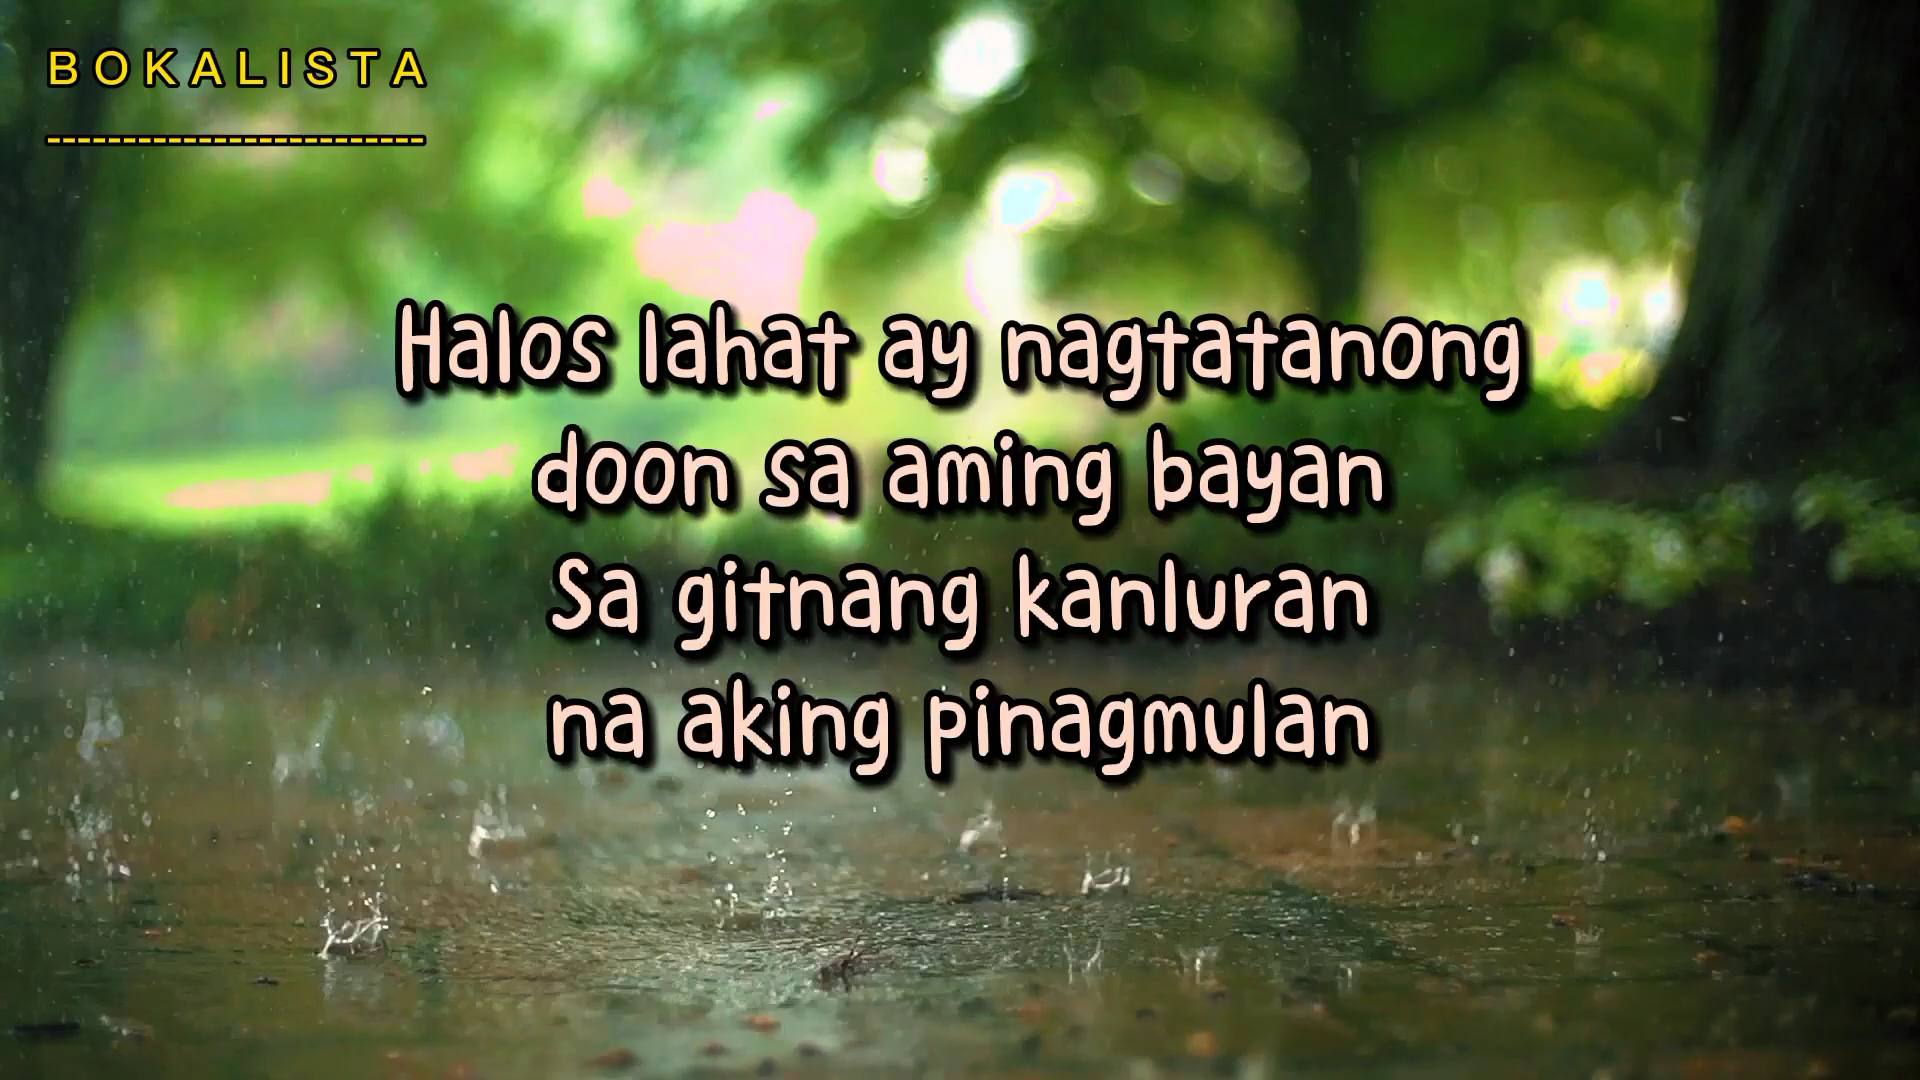 BOKALISTA
-------------------------
Halos lahat ay nagtatanong
doon sa aming bayan
Sa gitnang kanluran
na aking pinagmulan